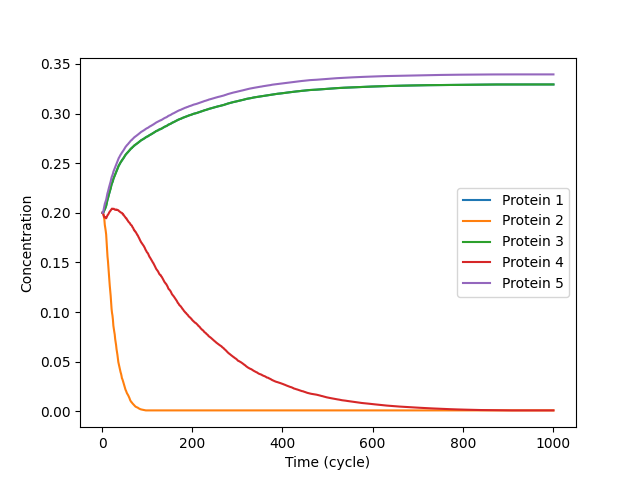 0.35
0.30
0.25
0.20
0.15
0.10
0.05
0.00
Concentration
Protein 1
Protein 2
Protein 3
Protein 4
Protein 5
0 200 400 600 800 1000
Time (cycle)